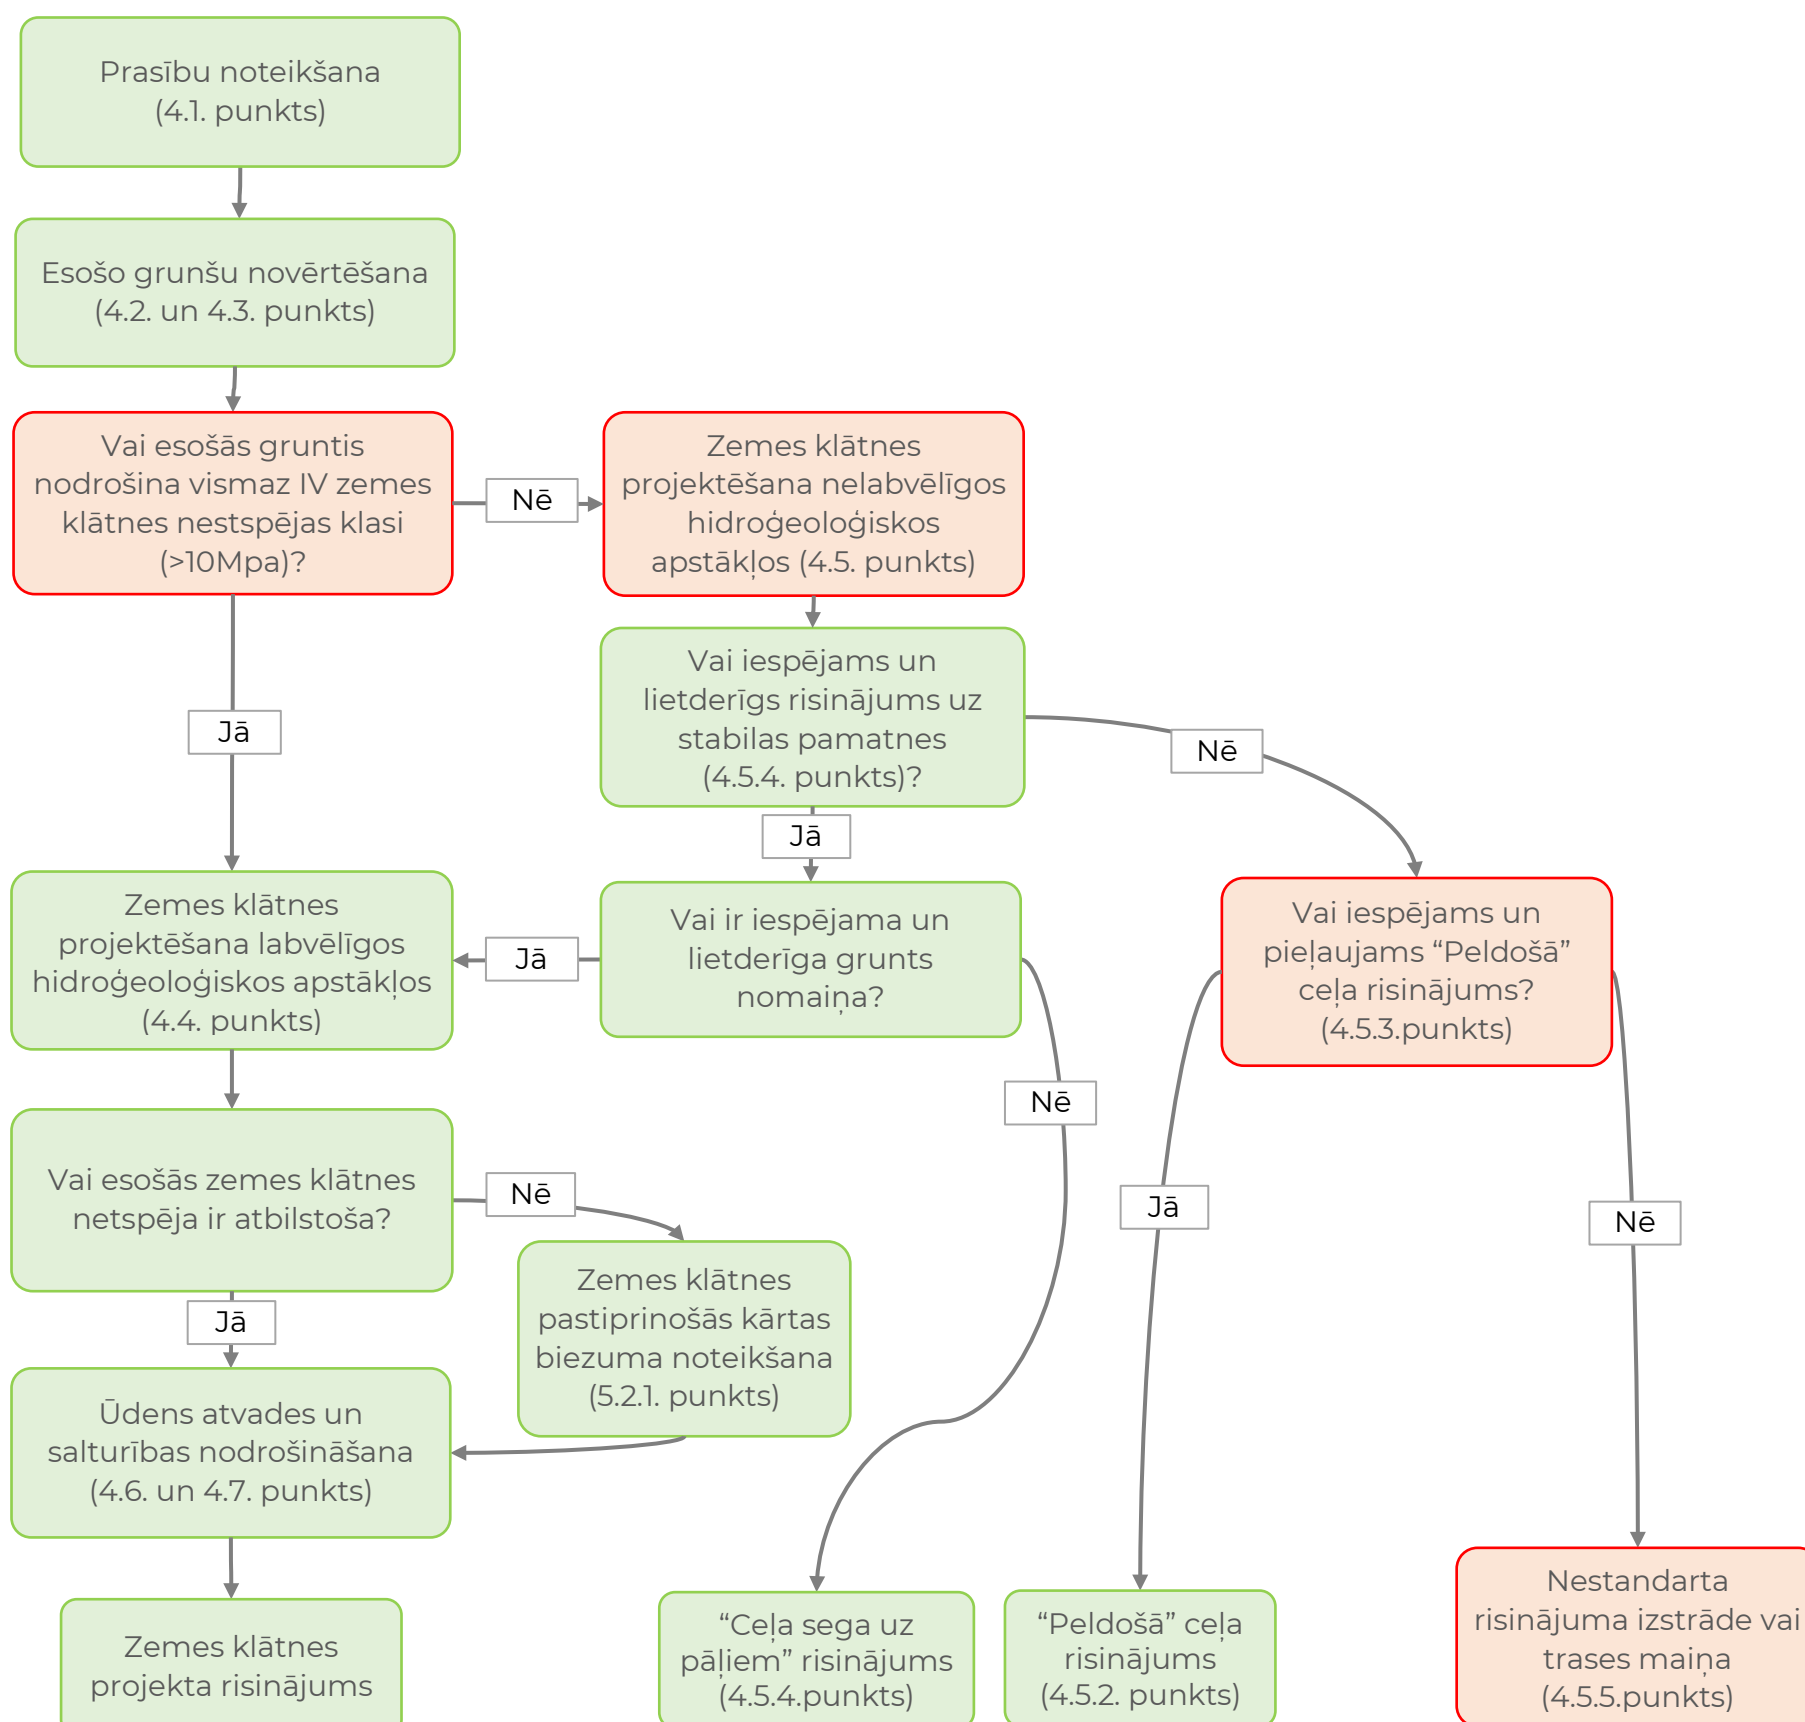 Prasību noteikšana
(4.1. punkts)
Esošo grunšu novērtēšana
(4.2. un 4.3. punkts)
Vai esošās gruntis
nodrošina vismaz IV zemes
klātnes nestspējas klasi
(>10Mpa)?
Nē
Zemes klātnes
projektēšana nelabvēlīgos
hidroģeoloģiskos
apstākļos (4.5. punkts)
Vai iespējams un
lietderīgs risinājums uz
stabilas pamatnes
(4.5.4. punkts)?
Jā
Nē
Jā
Zemes klātnes
projektēšana labvēlīgos
hidroģeoloģiskos apstākļos
(4.4. punkts)
Jā
Vai ir iespējama un
lietderīga grunts
nomaiņa?
Vai iespējams un
pieļaujams “Peldošā”
ceļa risinājums?
(4.5.3.punkts)
Nē
Vai esošās zemes klātnes
netspēja ir atbilstoša?
Nē
Jā
Nē
Zemes klātnes
pastiprinošās kārtas
biezuma noteikšana
(5.2.1. punkts)
Jā
Ūdens atvades un
salturības nodrošināšana
(4.6. un 4.7. punkts)
Zemes klātnes
projekta risinājums
“Ceļa sega uz
pāļiem” risinājums
(4.5.4.punkts)
“Peldošā” ceļa
risinājums
(4.5.2. punkts)
Nestandarta
risinājuma izstrāde vai
trases maiņa
(4.5.5.punkts)